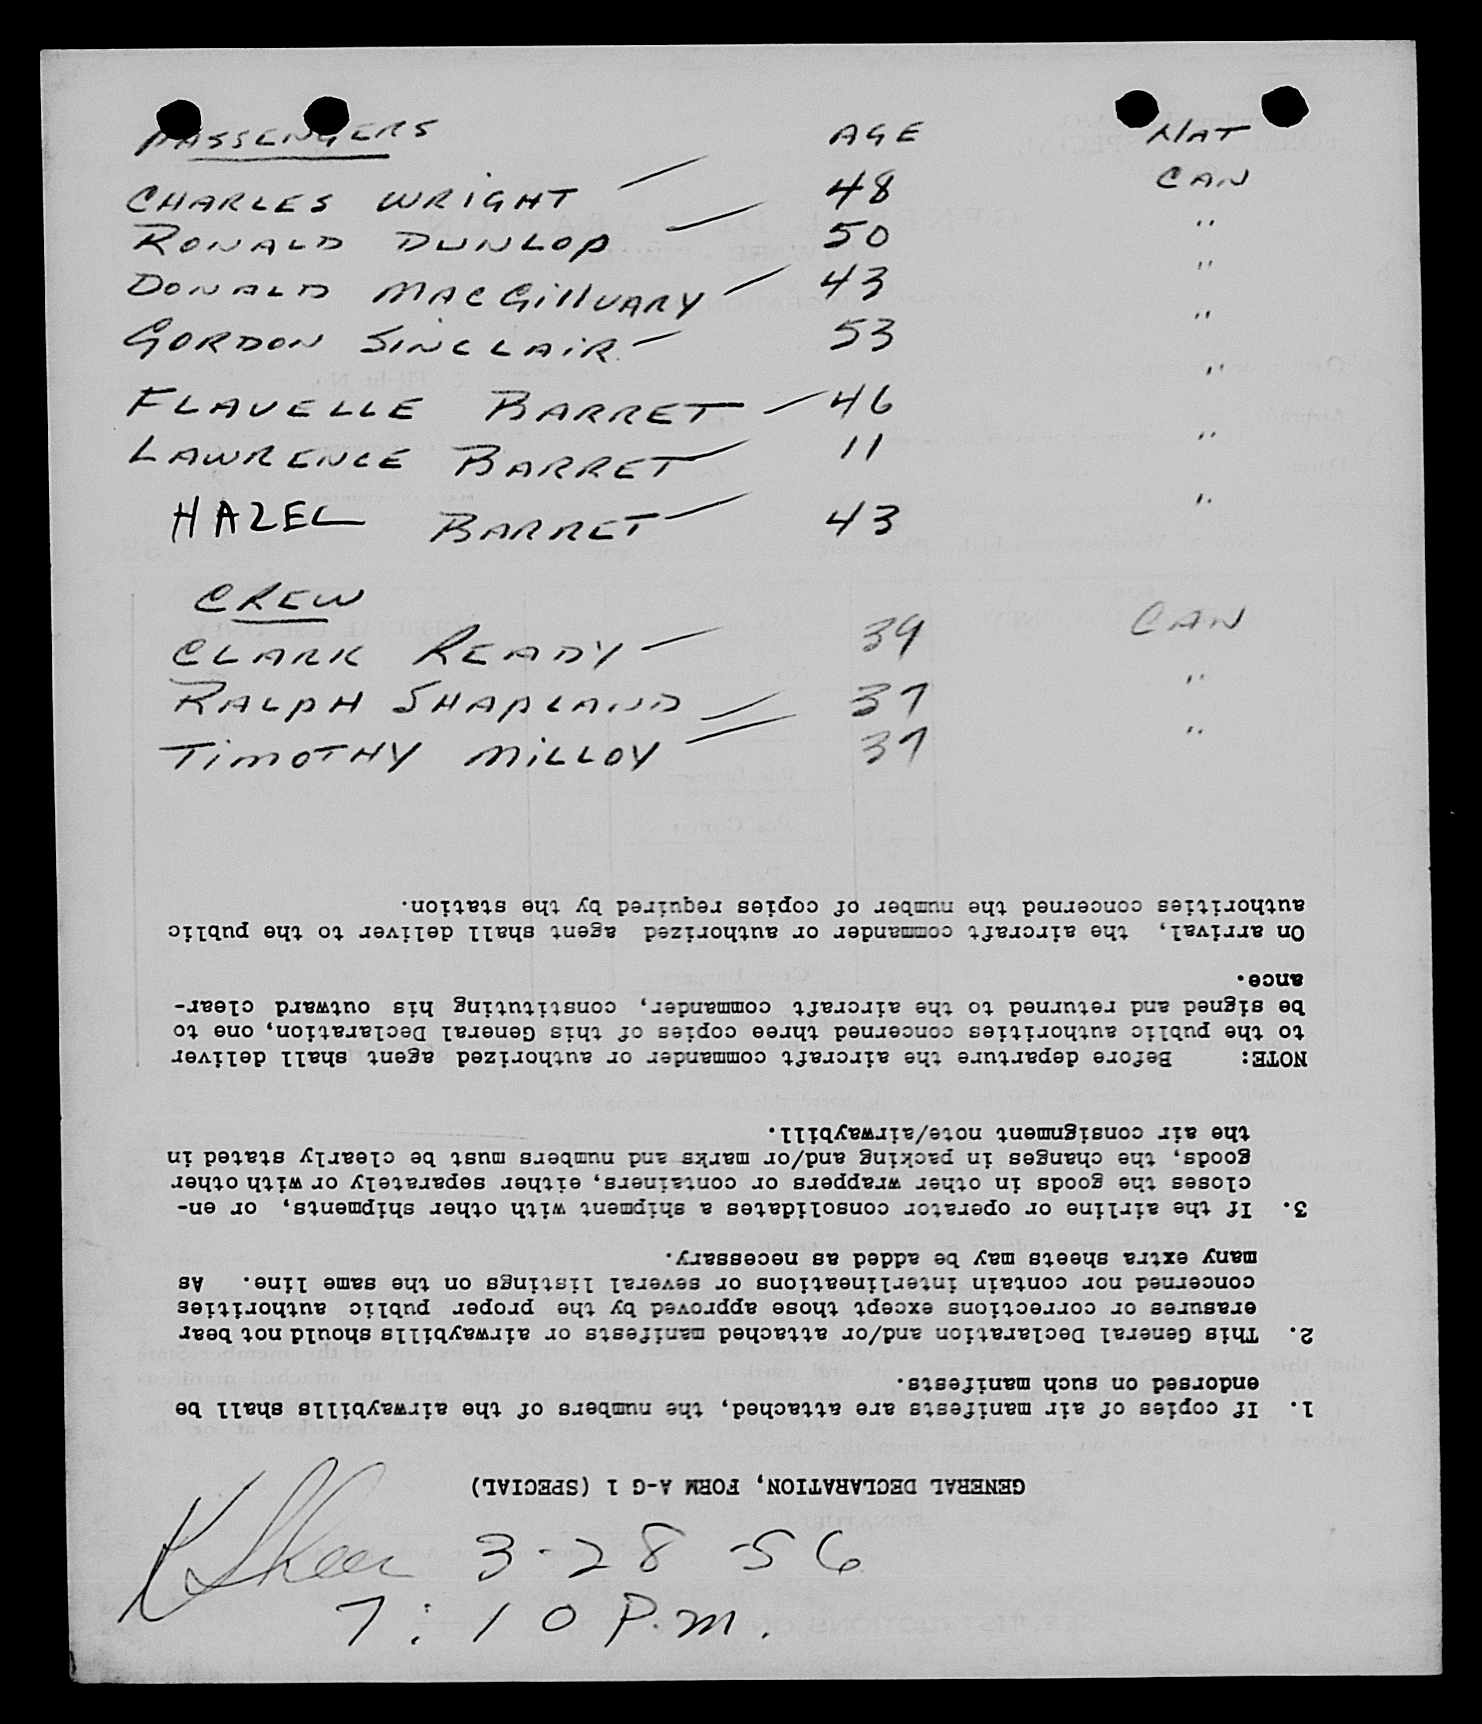 PASSENGERS AGE NAT
CHARLES WRIGHT 48 CAN
RONALD DUNLOP 50 "
DONALD MACGillVARY 43 "
GORDON SINCLAIR 53 "
FLAVELLE BARRET 46 "
LAWRENCE BARRET 11 "
HAZEL BARRET 43 "
CREW
CLARK READY 39 CAN
RALPH SHAPLAND 37 "
TIMOTHY MILLOY 37 "
GENERAL DECLARATION, FORM A-G 1 (SPECIAL)
1. If copies of air manifests are attached, the numbers of the airwaybills shall be
endorsed on such manifests.
2. This General Declaration and/or attached manifests or airwaybills should not bear
erasures or corrections except those approved by the proper public authorities
concerned nor contain interlineations or several listings on the same line. As
many extra sheets may be added as necessary.
3. If the airline or operator consolidates a shipment with other shipments, or en-
closes the goods in other wrappers or containers, either separately or with other
goods, the changes in packing and/or marks and numbers must be clearly stated in
the air consignment note/airwaybill.
NOTE: Before departure the aircraft commander or authorized agent shall deliver
to the public authorities concerned three copies of this General Declaration, one to
be signed and returned to the aircraft commander, constituting his outward clear-
ance.
On arrival, the aircraft commander or authorized agent shall deliver to the public
authorities concerned the number of copies required by the station.
3-28-56
7:10 P.m.